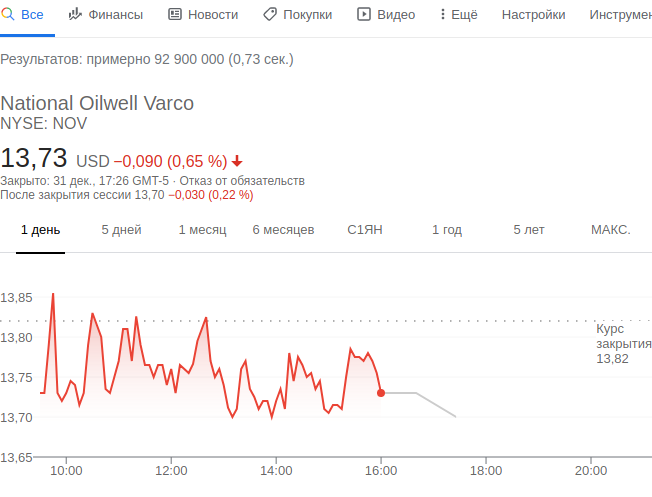 Все Финансы Новости Покупки Видео Ещё Настройки
Результатов: примерно 92 900 000 (0,73 сек.)
National Oilwell Varco
NYSE: NOV
13,73 USD −0,090 (0,65 %)
Закрыто: 31 дек., 17:26 GMT-5 · Отказ от обязательств
После закрытия сессии 13,70 −0,030 (0,22 %)
1 день 5 дней 1 месяц 6 месяцев С1ЯН 1 год 5 лет МАКС.
13,85
Курс
13,80
закрытия
13,82
13,75
13,70
13,65
10:00 12:00 14:00 16:00 18:00 20:00